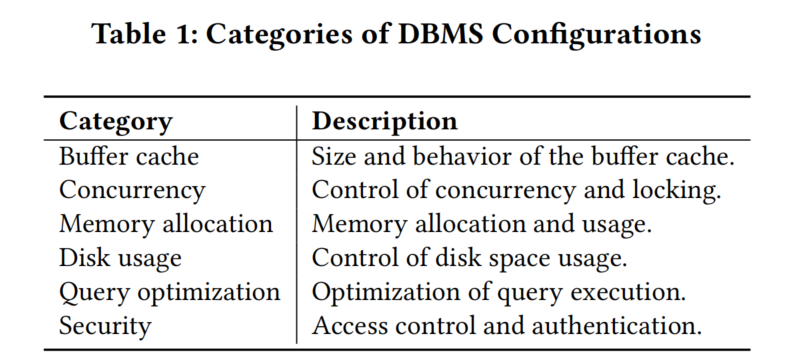 Table 1: Categories of DBMS Configurations
Category Description
Buffer cache Size and behavior of the buffer cache.
Concurrency Control of concurrency and locking.
Memory allocation Memory allocation and usage.
Disk usage Control of disk space usage.
Query optimization Optimization of query execution.
Security Access control and authentication.